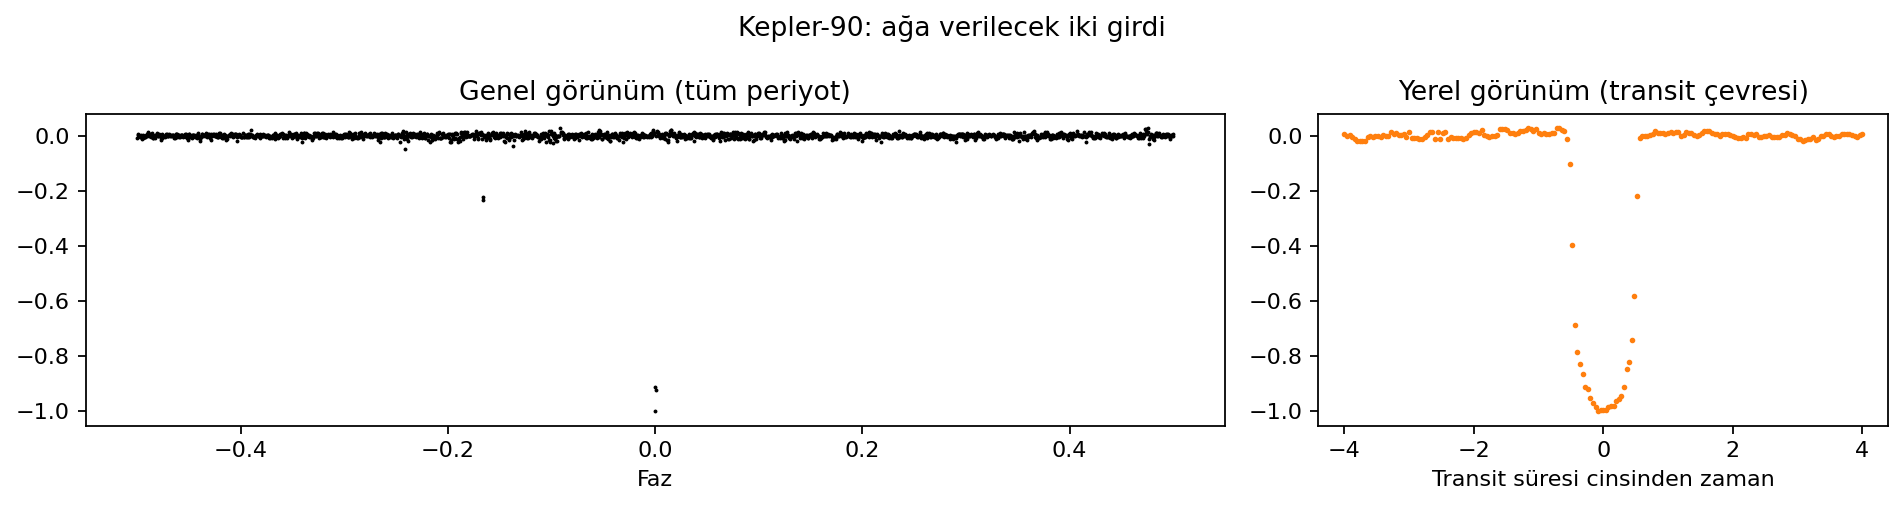 Kepler-90: ağa verilecek iki girdi
Genel görünüm (tüm periyot)
0.0
−0.2
−0.4
−0.6
−0.8
−1.0
−0.4 −0.2 0.0 0.2 0.4
Faz
Yerel görünüm (transit çevresi)
0.0
−0.2
−0.4
−0.6
−0.8
−1.0
−4 −2 0 2 4
Transit süresi cinsinden zaman